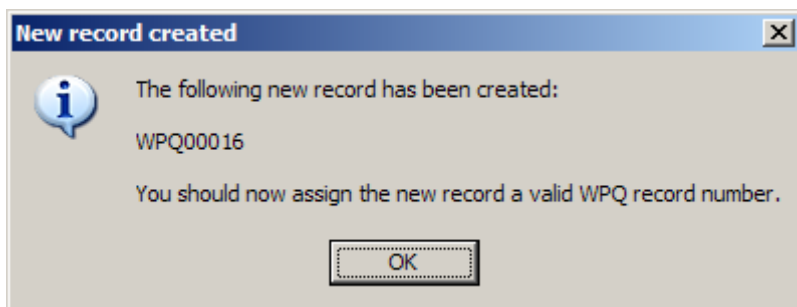 New record created
The following new record has been created:
WPQ00016
You should now assign the new record a valid WPQ record number.
OK